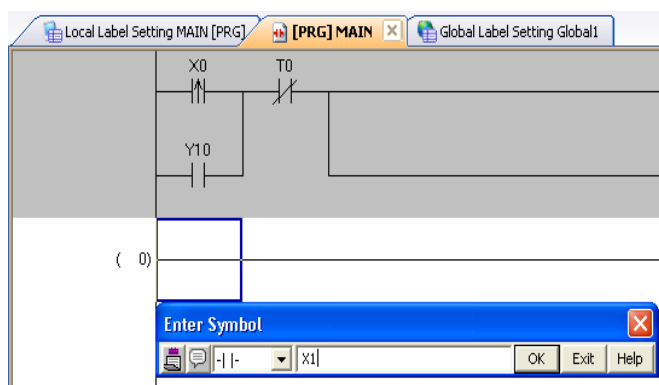 Local Label Setting MAIN [PRG] [PRG] MAIN Global Label Setting Global1
X0 T0
Y10
( 0)
Enter Symbol
-| |- X1 OK Exit Help